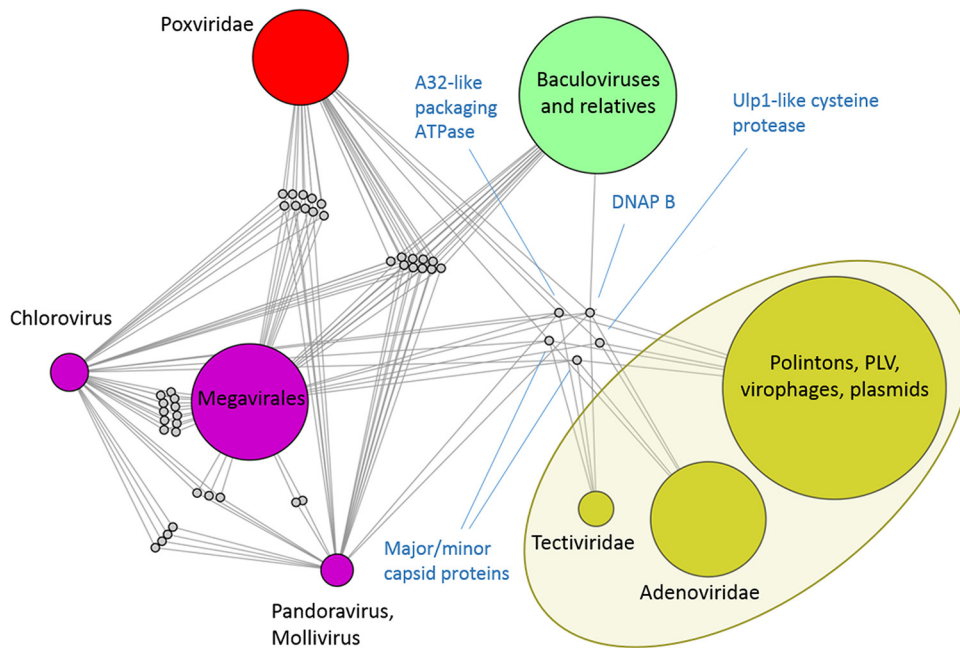 Poxviridae
Baculoviruses
and relatives
A32-like
packaging
ATPase
Ulp1-like cysteine
protease
DNAP B
Chlorovirus
Megavirales
Polintons, PLV,
virophages, plasmids
Tectiviridae
Adenoviridae
Major/minor
capsid proteins
Pandoravirus,
Mollivirus